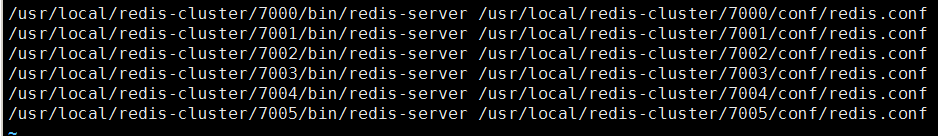 /usr/local/redis-cluster/7000/bin/redis-server /usr/local/redis-cluster/7000/conf/redis.conf
/usr/local/redis-cluster/7001/bin/redis-server /usr/local/redis-cluster/7001/conf/redis.conf
/usr/local/redis-cluster/7002/bin/redis-server /usr/local/redis-cluster/7002/conf/redis.conf
/usr/local/redis-cluster/7003/bin/redis-server /usr/local/redis-cluster/7003/conf/redis.conf
/usr/local/redis-cluster/7004/bin/redis-server /usr/local/redis-cluster/7004/conf/redis.conf
/usr/local/redis-cluster/7005/bin/redis-server /usr/local/redis-cluster/7005/conf/redis.conf
~